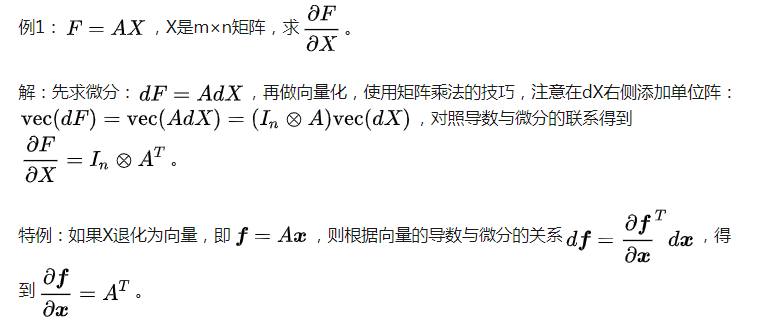 例1： $F = AX$ ，X是m×n矩阵，求 $\dfrac{\partial F}{\partial X}$ 。
解：先求微分： $dF = AdX$ ，再做向量化，使用矩阵乘法的技巧，注意在dX右侧添加单位阵：
$\mathrm{vec}(dF) = \mathrm{vec}(AdX) = (I_n \otimes A)\mathrm{vec}(dX)$ ，对照导数与微分的联系得到
$\dfrac{\partial F}{\partial X} = I_n \otimes A^T$ 。
特例：如果X退化为向量，即 $\boldsymbol{f} = A\boldsymbol{x}$ ，则根据向量的导数与微分的关系 $d\boldsymbol{f} = \dfrac{\partial \boldsymbol{f}}{\partial \boldsymbol{x}}^T d\boldsymbol{x}$ ，得
到 $\dfrac{\partial \boldsymbol{f}}{\partial \boldsymbol{x}} = A^T$ 。